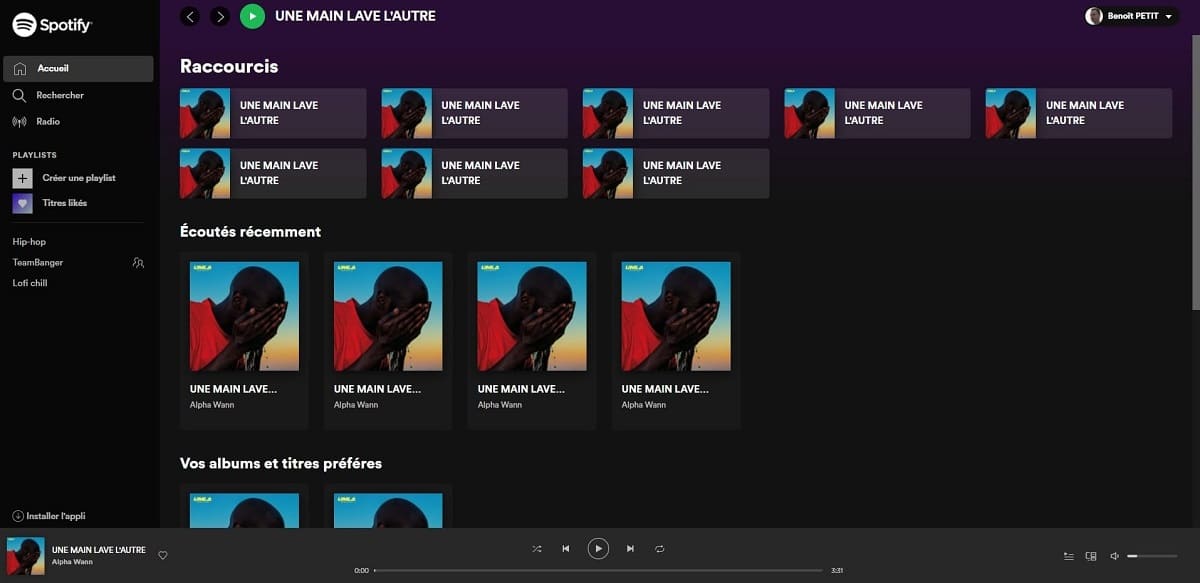 Spotify
UNE MAIN LAVE L'AUTRE
Benoît PETIT
Accueil
Rechercher
Radio
PLAYLISTS
Créer une playlist
Titres likés
Hip-hop
TeamBanger
Lofi chill
Installer l'appli
Raccourcis
UNE MAIN LAVE
L'AUTRE
UNE MAIN LAVE
L'AUTRE
UNE MAIN LAVE
L'AUTRE
UNE MAIN LAVE
L'AUTRE
UNE MAIN LAVE
L'AUTRE
UNE MAIN LAVE
L'AUTRE
UNE MAIN LAVE
L'AUTRE
UNE MAIN LAVE
L'AUTRE
Écoutés récemment
UNE MAIN LAVE...
Alpha Wann
UNE MAIN LAVE...
Alpha Wann
UNE MAIN LAVE...
Alpha Wann
UNE MAIN LAVE...
Alpha Wann
Vos albums et titres préférés
UNE MAIN LAVE L'AUTRE
Alpha Wann
0:00
3:31